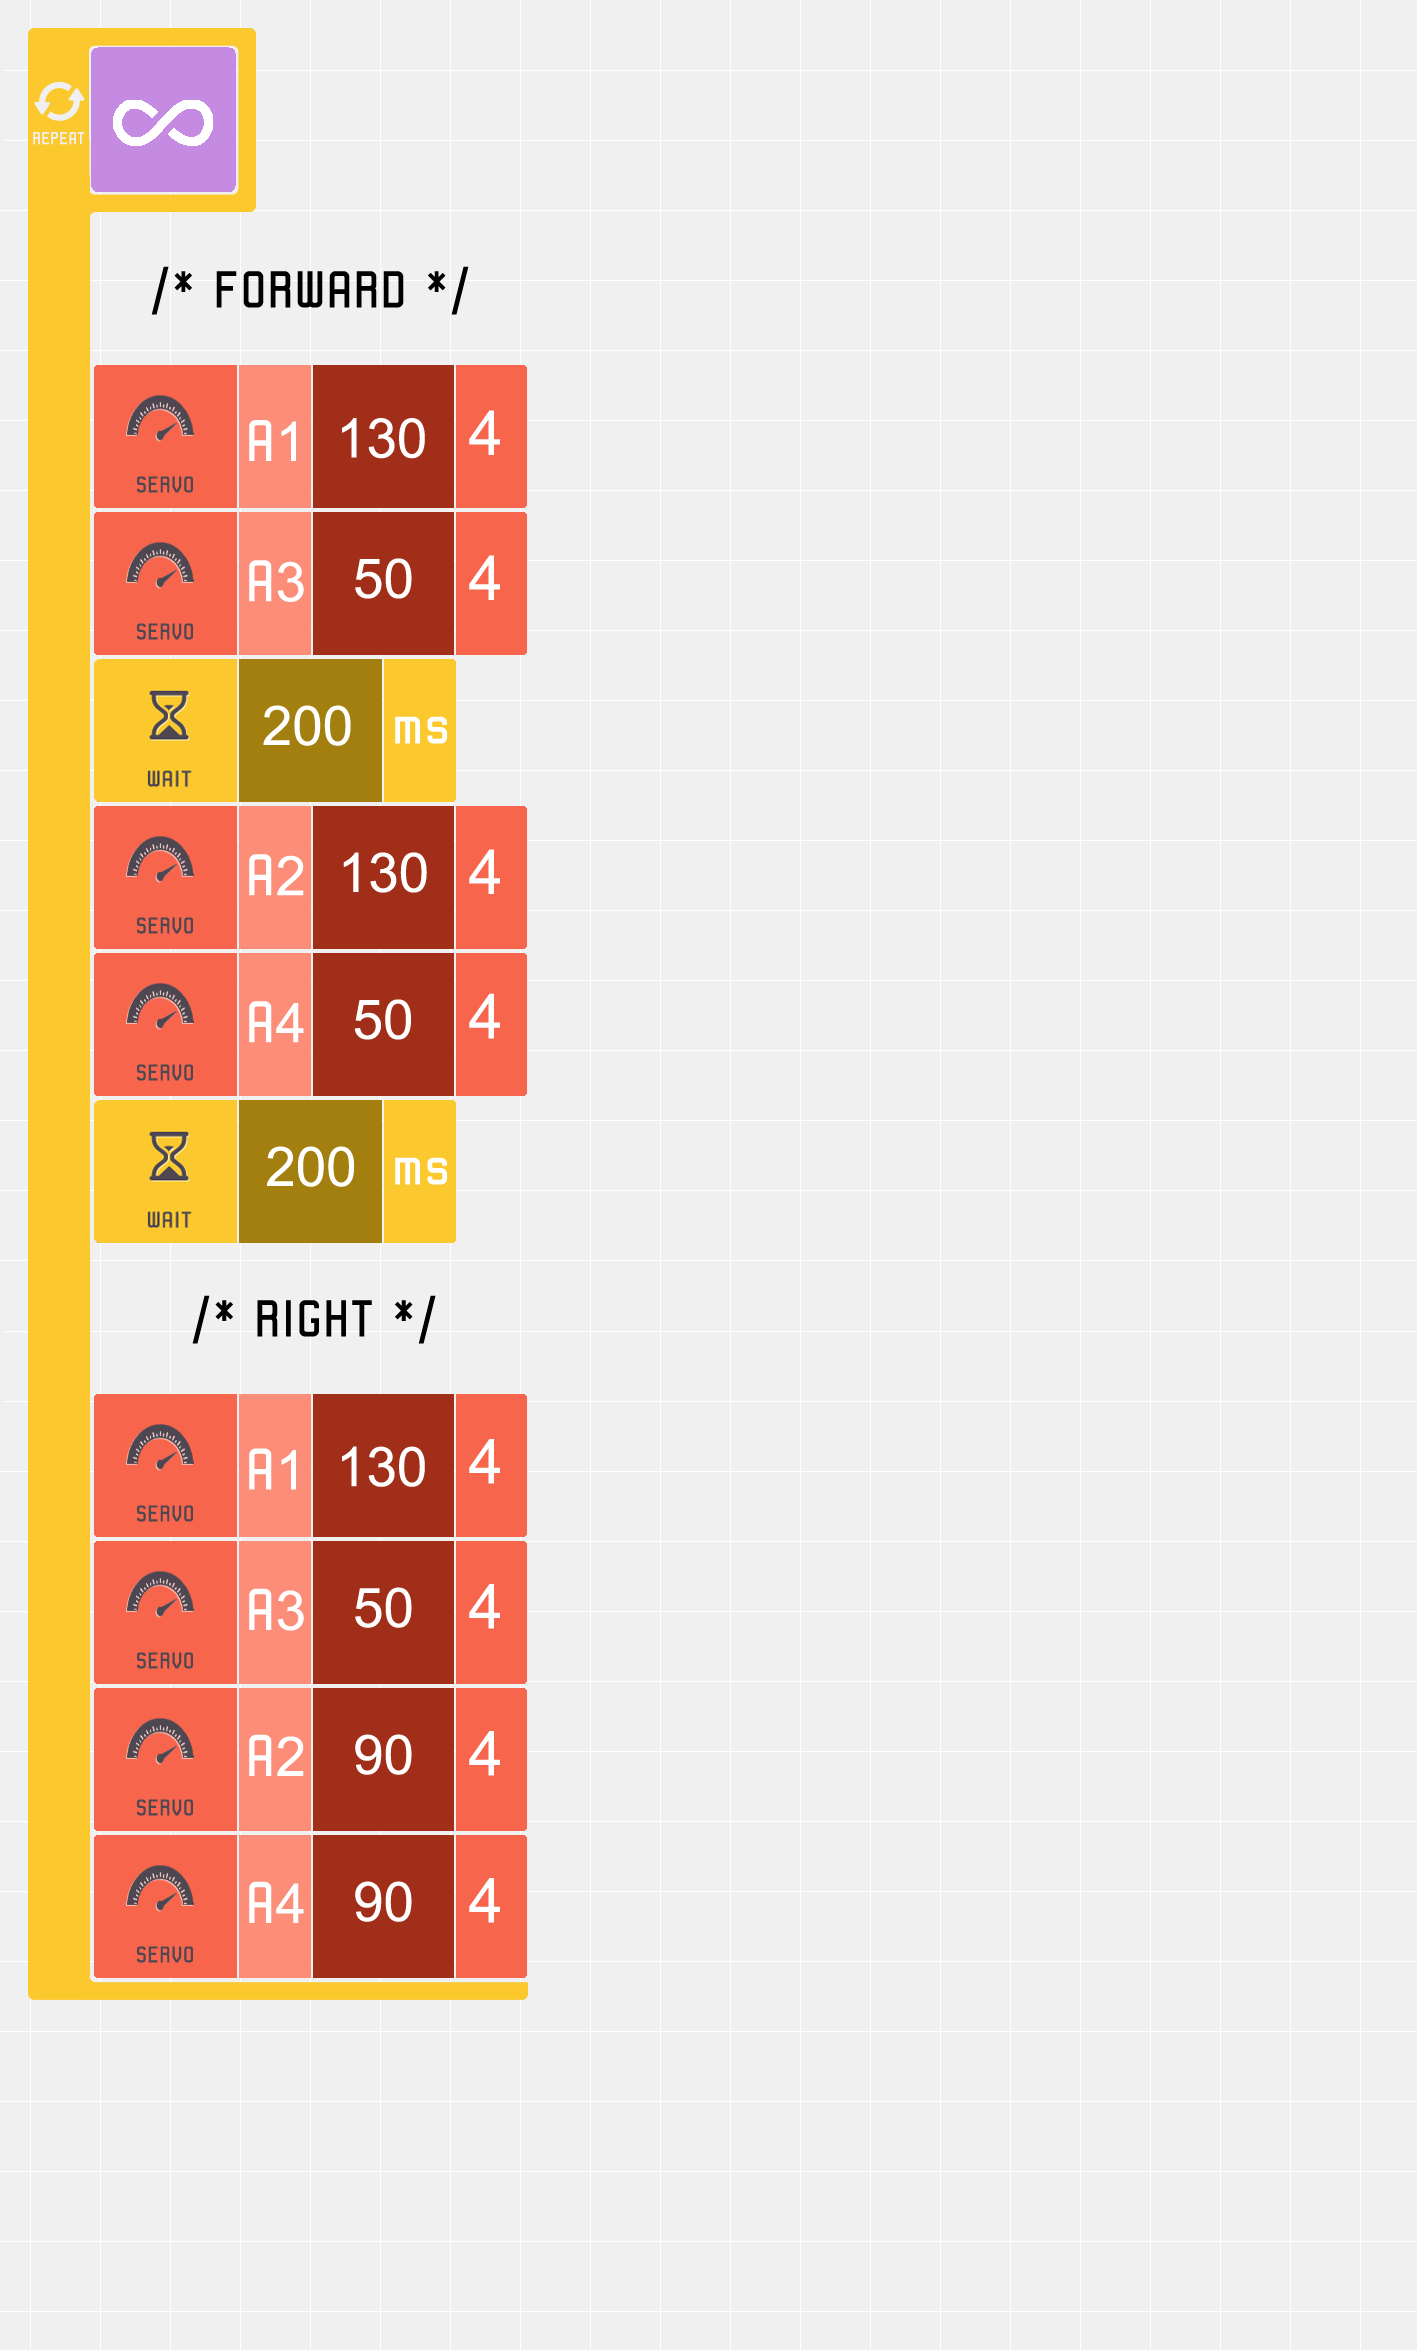 REPEAT
/* FORWARD */
SERVO A1 130 4
SERVO A3 50 4
WAIT 200 ms
SERVO A2 130 4
SERVO A4 50 4
WAIT 200 ms
/* RIGHT */
SERVO A1 130 4
SERVO A3 50 4
SERVO A2 90 4
SERVO A4 90 4